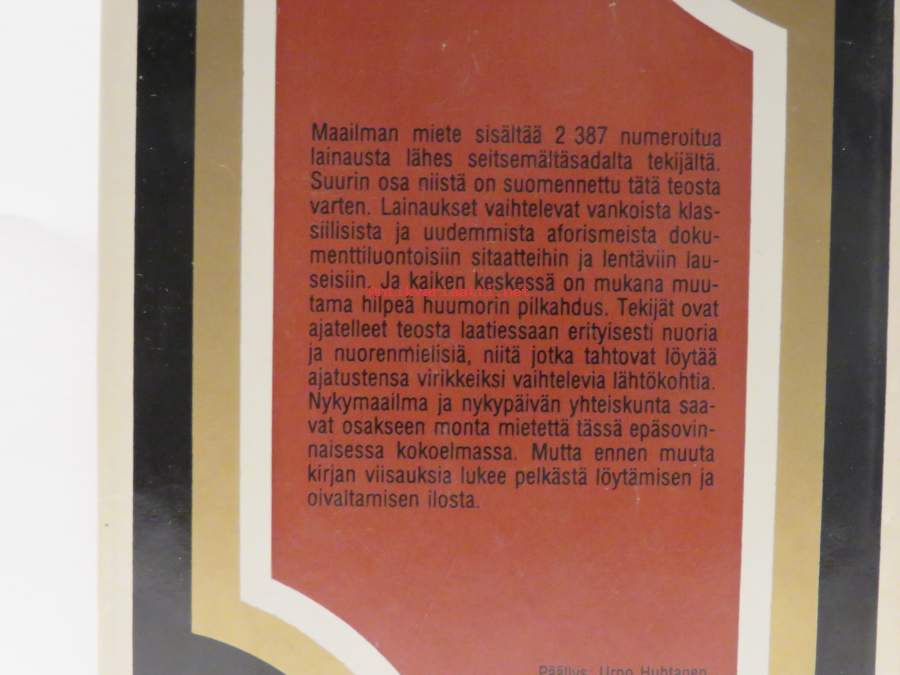 Maailman miete sisältää 2 387 numeroitua
lainausta lähes seitsemältäsadalta tekijältä.
Suurin osa niistä on suomennettu tätä teosta
varten. Lainaukset vaihtelevat vankoista klas-
siilisista ja uudemmista aforismeista doku-
menttiluontoisiin sitaatteihin ja lentäviin lau-
seisiin. Ja kaiken keskessä on mukana muu-
tama hilpeä huumorin pilkahdus. Tekijät ovat
ajatelleet teosta laatiessaan erityisesti nuoria
ja nuorenmielisiä, niitä jotka tahtovat löytää
ajatustensa virikkeiksi vaihtelevia lähtökohtia.
Nykymaailma ja nykypäivän yhteiskunta saa-
vat osakseen monta mietettä tässä epäsovin-
naisessa kokoelmassa. Mutta ennen muuta
kirjan viisauksia lukee pelkästä löytämisen ja
oivaltamisen ilosta.
Päällys: Urpo Huhtanen